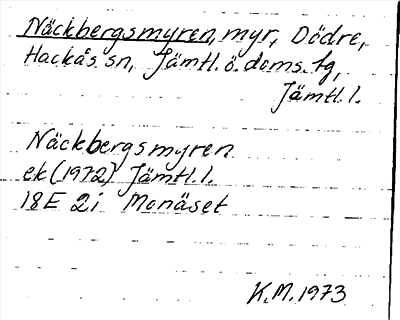 Näckbergsmyren, myr, Dödre,
Hackås sn, Jämtl.ö.doms.tg,
Jämtl.l.
Näckbergsmyren
ek (1972) Jämtl.l.
18E 2i Monäset
K.M.1973